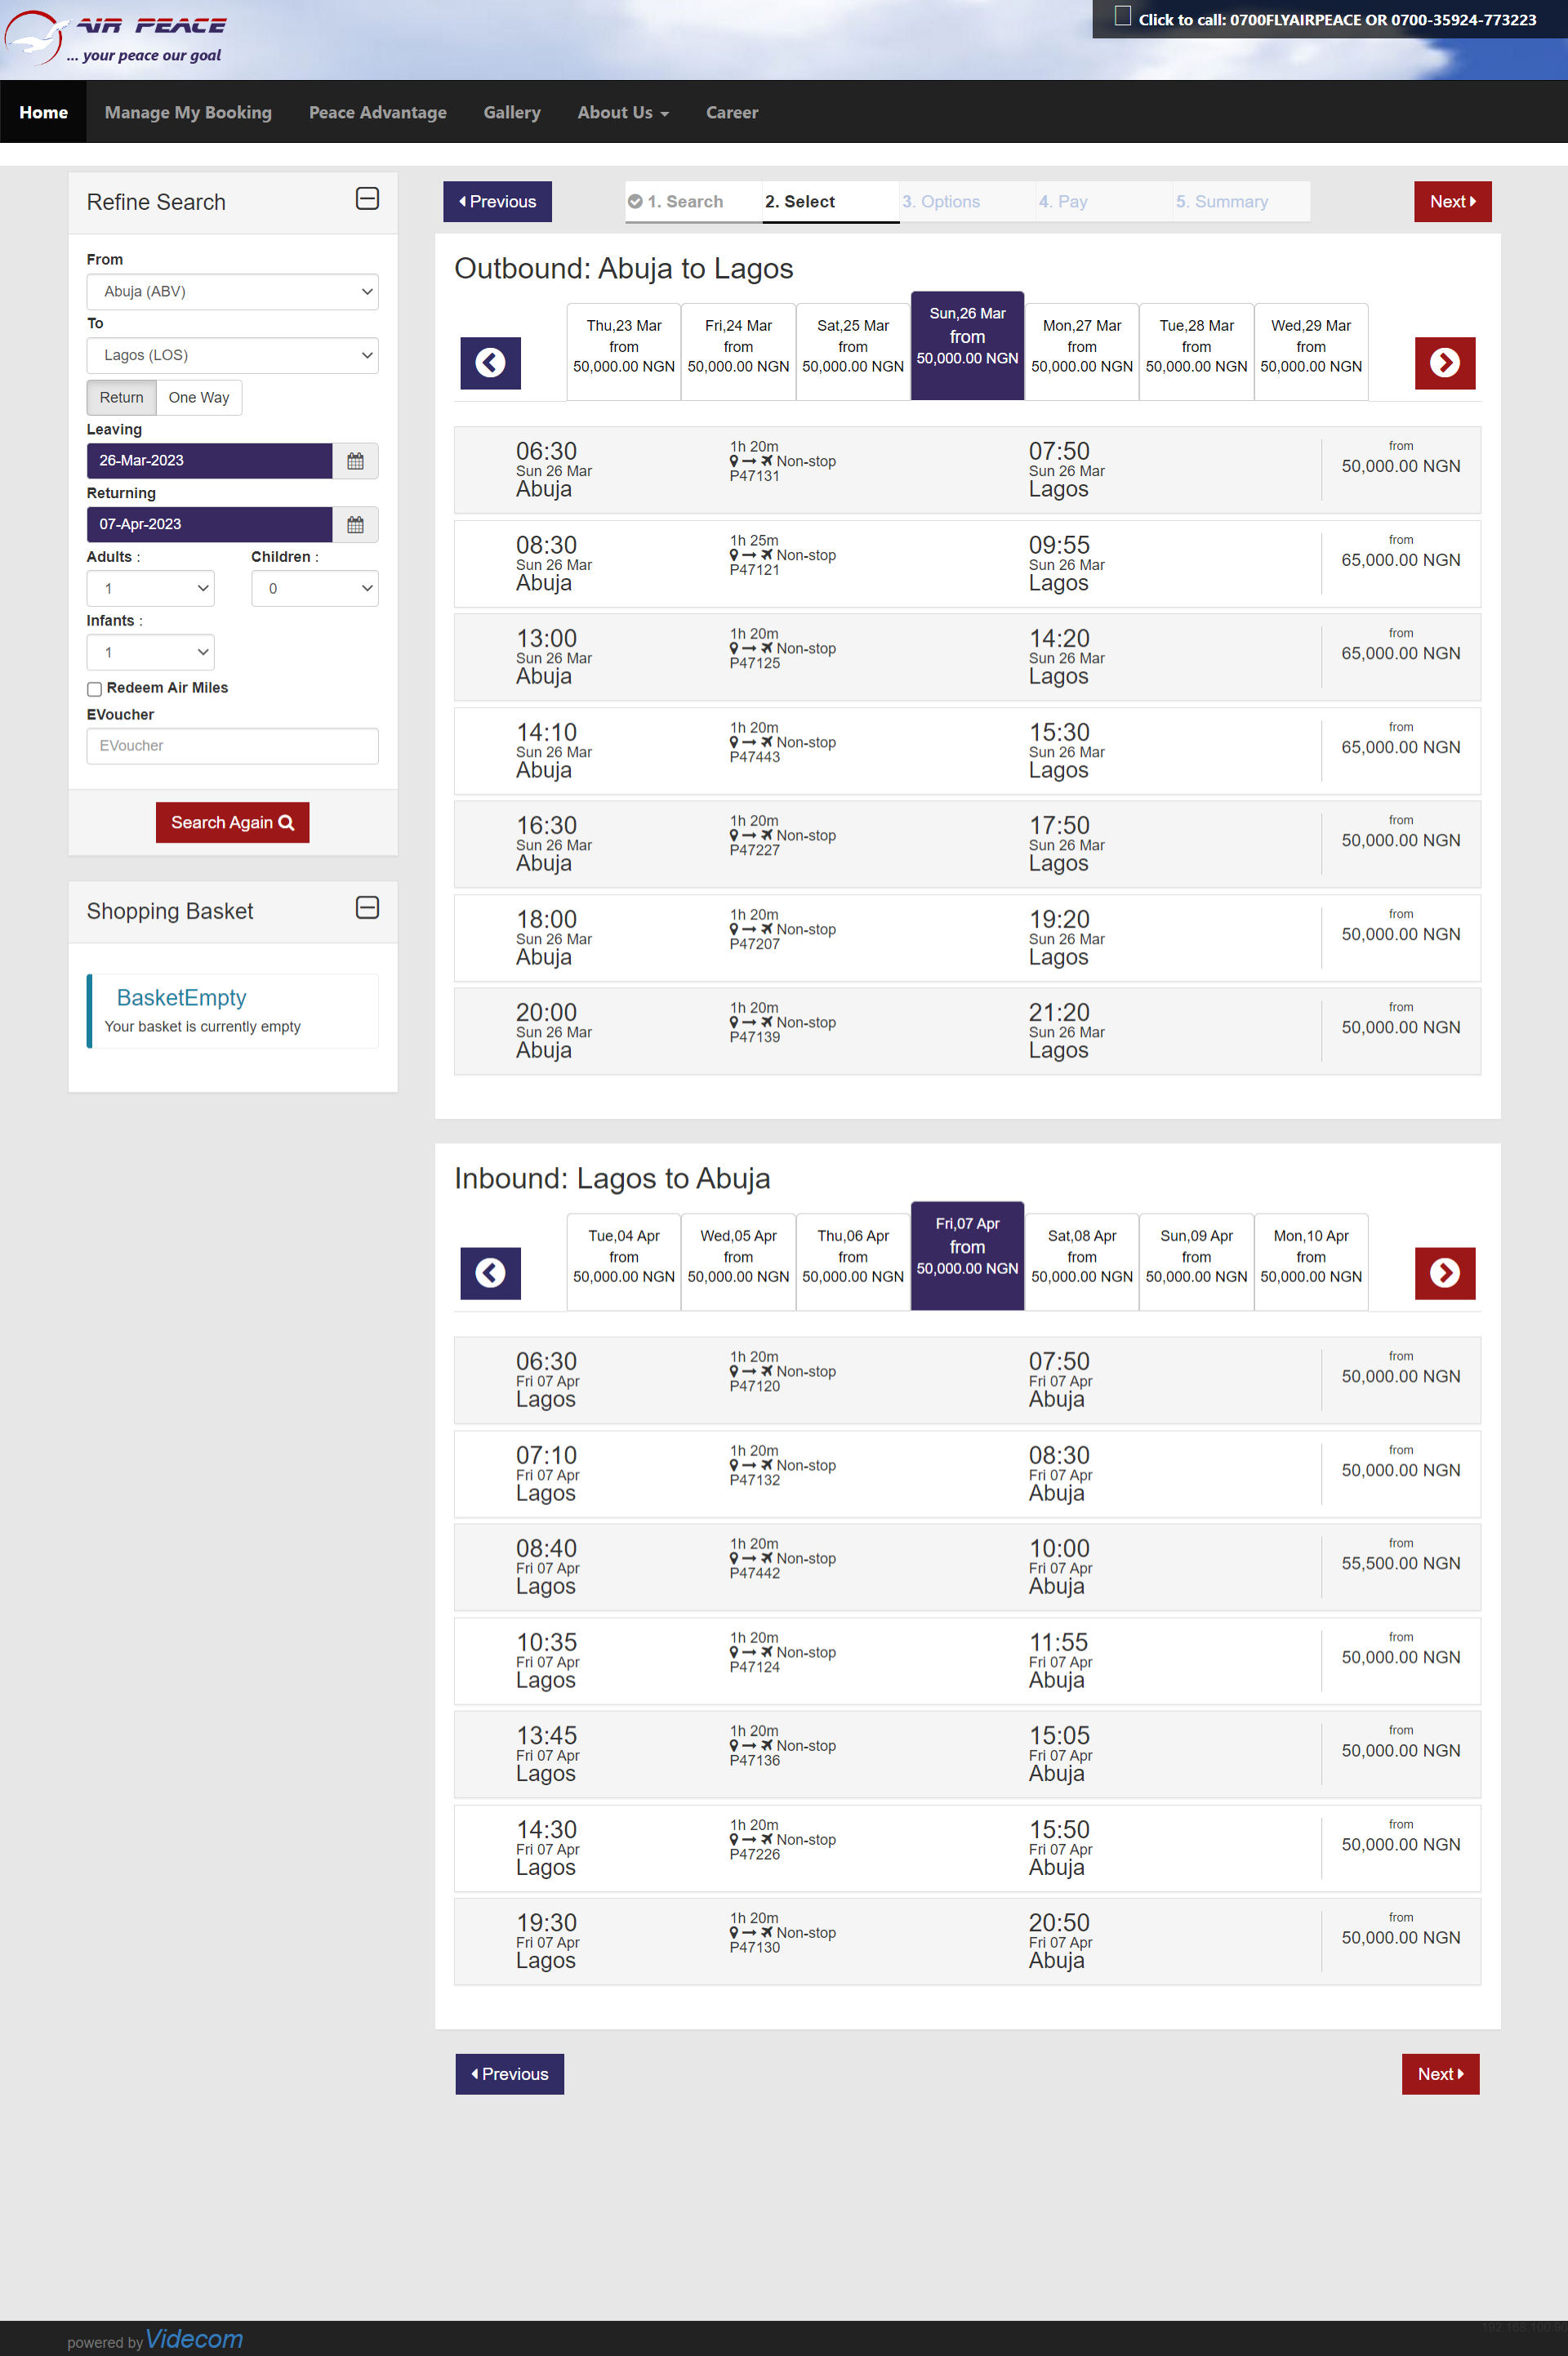 AIR PEACE
... your peace our goal
Click to call: 0700FLYAIRPEACE OR 0700-35924-773223
Home Manage My Booking Peace Advantage Gallery About Us Career
Refine Search
From
Abuja (ABV)
To
Lagos (LOS)
Return One Way
Leaving
26-Mar-2023
Returning
07-Apr-2023
Adults : Children :
1 0
Infants :
1
Redeem Air Miles
EVoucher
EVoucher
Search Again
Shopping Basket
BasketEmpty
Your basket is currently empty
Previous 1. Search 2. Select 3. Options 4. Pay 5. Summary Next
Outbound: Abuja to Lagos
Thu,23 Mar Fri,24 Mar Sat,25 Mar Sun,26 Mar Mon,27 Mar Tue,28 Mar Wed,29 Mar
from from from from from from from
50,000.00 NGN 50,000.00 NGN 50,000.00 NGN 50,000.00 NGN 50,000.00 NGN 50,000.00 NGN 50,000.00 NGN
06:30 1h 20m 07:50 from
Sun 26 Mar Non-stop Sun 26 Mar 50,000.00 NGN
Abuja P47131 Lagos
08:30 1h 25m 09:55 from
Sun 26 Mar Non-stop Sun 26 Mar 65,000.00 NGN
Abuja P47121 Lagos
13:00 1h 20m 14:20 from
Sun 26 Mar Non-stop Sun 26 Mar 65,000.00 NGN
Abuja P47125 Lagos
14:10 1h 20m 15:30 from
Sun 26 Mar Non-stop Sun 26 Mar 65,000.00 NGN
Abuja P47443 Lagos
16:30 1h 20m 17:50 from
Sun 26 Mar Non-stop Sun 26 Mar 50,000.00 NGN
Abuja P47227 Lagos
18:00 1h 20m 19:20 from
Sun 26 Mar Non-stop Sun 26 Mar 50,000.00 NGN
Abuja P47207 Lagos
20:00 1h 20m 21:20 from
Sun 26 Mar Non-stop Sun 26 Mar 50,000.00 NGN
Abuja P47139 Lagos
Inbound: Lagos to Abuja
Tue,04 Apr Wed,05 Apr Thu,06 Apr Fri,07 Apr Sat,08 Apr Sun,09 Apr Mon,10 Apr
from from from from from from from
50,000.00 NGN 50,000.00 NGN 50,000.00 NGN 50,000.00 NGN 50,000.00 NGN 50,000.00 NGN 50,000.00 NGN
06:30 1h 20m 07:50 from
Fri 07 Apr Non-stop Fri 07 Apr 50,000.00 NGN
Lagos P47120 Abuja
07:10 1h 20m 08:30 from
Fri 07 Apr Non-stop Fri 07 Apr 50,000.00 NGN
Lagos P47132 Abuja
08:40 1h 20m 10:00 from
Fri 07 Apr Non-stop Fri 07 Apr 55,500.00 NGN
Lagos P47442 Abuja
10:35 1h 20m 11:55 from
Fri 07 Apr Non-stop Fri 07 Apr 50,000.00 NGN
Lagos P47124 Abuja
13:45 1h 20m 15:05 from
Fri 07 Apr Non-stop Fri 07 Apr 50,000.00 NGN
Lagos P47136 Abuja
14:30 1h 20m 15:50 from
Fri 07 Apr Non-stop Fri 07 Apr 50,000.00 NGN
Lagos P47226 Abuja
19:30 1h 20m 20:50 from
Fri 07 Apr Non-stop Fri 07 Apr 50,000.00 NGN
Lagos P47130 Abuja
Previous Next
powered by Videcom